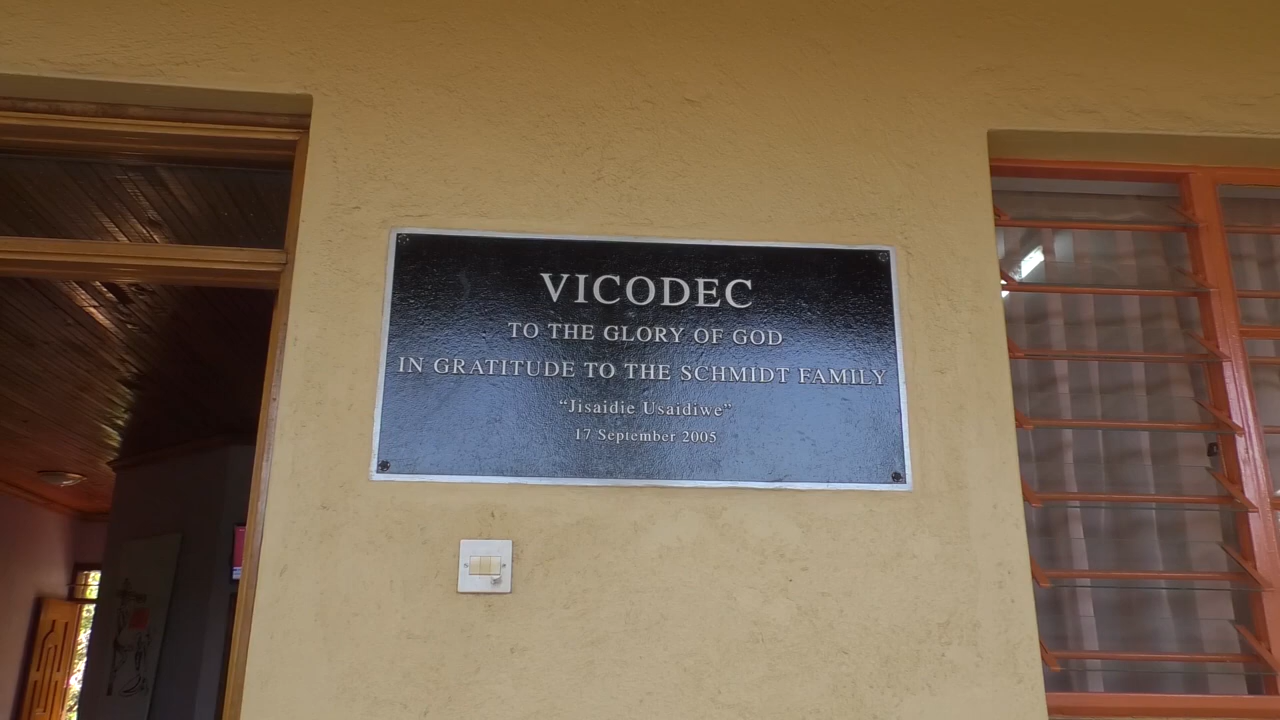 VICODEC
TO THE GLORY OF GOD
IN GRATITUDE TO THE SCHMIDT FAMILY
“Jisaidie Usaidiwe”
17 September 2005